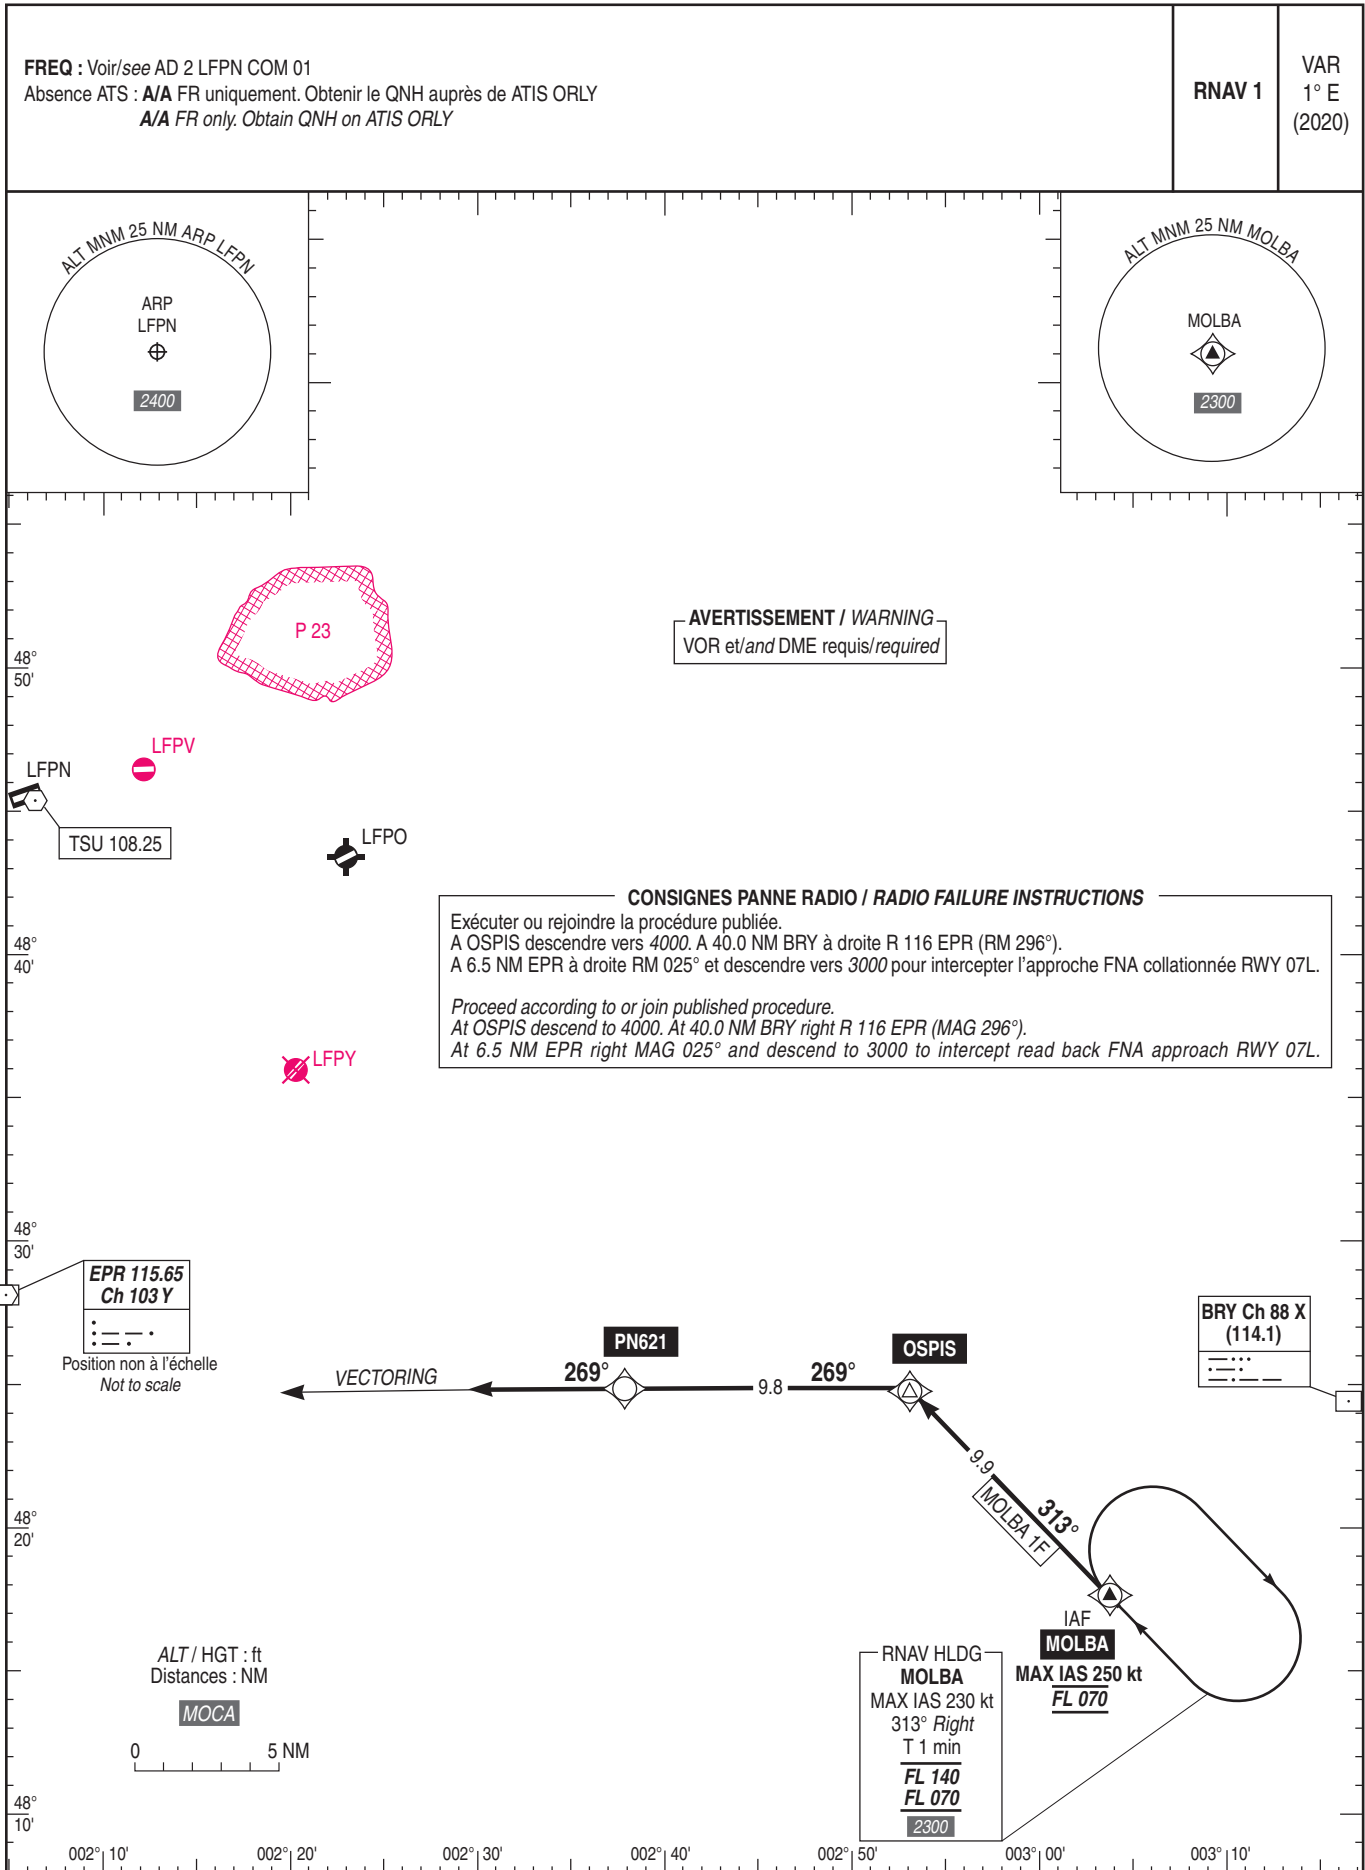 FREQ : Voir/see AD 2 LFPN COM 01
Absence ATS : A/A FR uniquement. Obtenir le QNH auprès de ATIS ORLY
A/A FR only. Obtain QNH on ATIS ORLY
RNAV 1
VAR
1° E
(2020)
ALT MNM 25 NM ARP LFPN
ARP
LFPN
2400
ALT MNM 25 NM MOLBA
MOLBA
2300
P 23
AVERTISSEMENT / WARNING
VOR et/and DME requis/required
48°
50'
LFPV
LFPN
TSU 108.25
LFPO
CONSIGNES PANNE RADIO / RADIO FAILURE INSTRUCTIONS
Exécuter ou rejoindre la procédure publiée.
A OSPIS descendre vers 4000. A 40.0 NM BRY à droite R 116 EPR (RM 296°).
A 6.5 NM EPR à droite RM 025° et descendre vers 3000 pour intercepter l'approche FNA collationnée RWY 07L.
Proceed according to or join published procedure.
At OSPIS descend to 4000. At 40.0 NM BRY right R 116 EPR (MAG 296°).
At 6.5 NM EPR right MAG 025° and descend to 3000 to intercept read back FNA approach RWY 07L.
48°
40'
LFPY
48°
30'
EPR 115.65
Ch 103 Y
Position non à l'échelle
Not to scale
BRY Ch 88 X
(114.1)
PN621
OSPIS
VECTORING
269°
9.8
269°
9.9
MOLBA 1F
313°
48°
20'
IAF
MOLBA
MAX IAS 250 kt
FL 070
RNAV HLDG
MOLBA
MAX IAS 230 kt
313° Right
T 1 min
FL 140
FL 070
2300
ALT / HGT : ft
Distances : NM
MOCA
0 5 NM
48°
10'
002° 10' 002° 20' 002° 30' 002° 40' 002° 50' 003° 00' 003° 10'